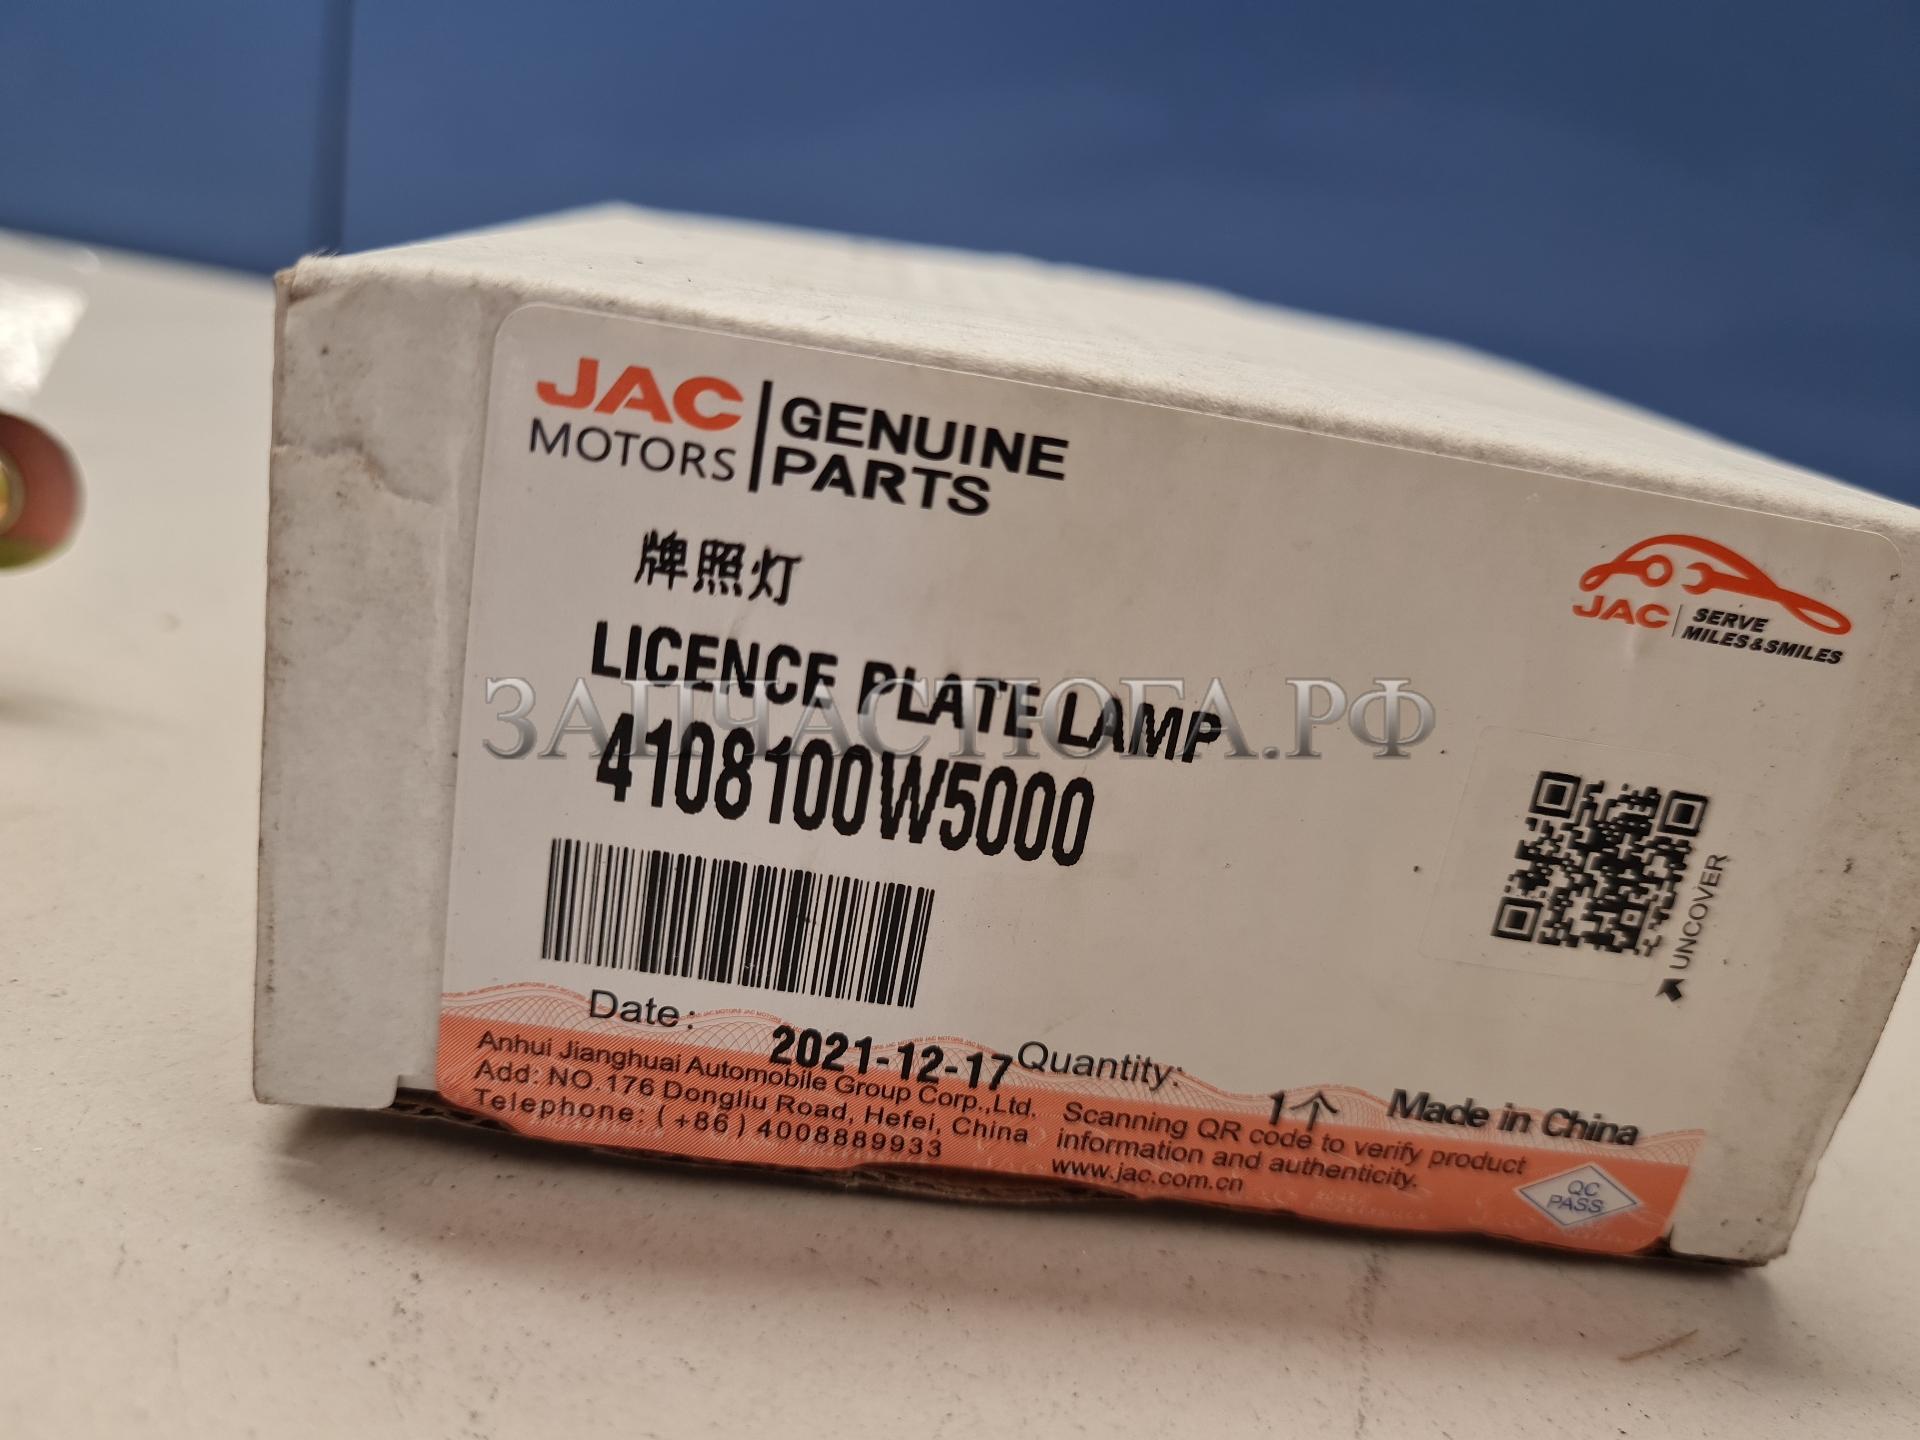 JAC
MOTORS
GENUINE
PARTS
牌照灯
LICENCE PLATE LAMP
ЗАПЧАСТЮГА.РФ
4108100W5000
JAC
SERVE
MILES&SMILES
UNCOVER
Date: 2021-12-17
Quantity: 1个
Made in China
Anhui Jianghuai Automobile Group Corp.,Ltd.
Add: NO.176 Dongliu Road, Hefei, China
Telephone: (+86) 4008889933
Scanning QR code to verify product
information and authenticity.
www.jac.com.cn
QC
PASS